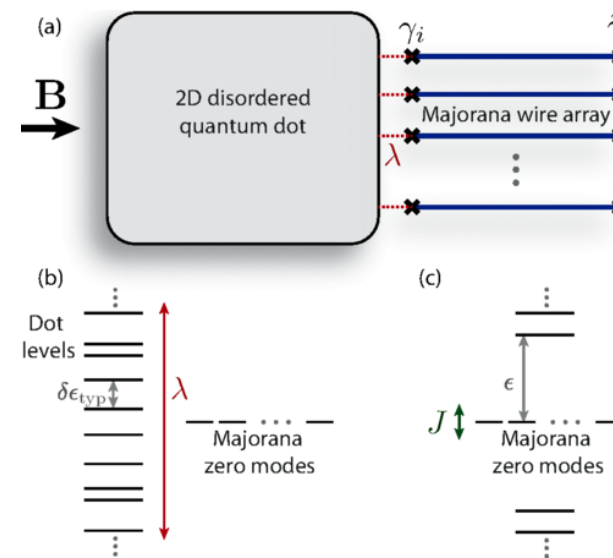 (a)
γᵢ
B
2D disordered
quantum dot
Majorana wire array
λ
(b)
(c)
Dot
levels
δϵtyp
λ
Majorana
zero modes
ϵ
J
Majorana
zero modes